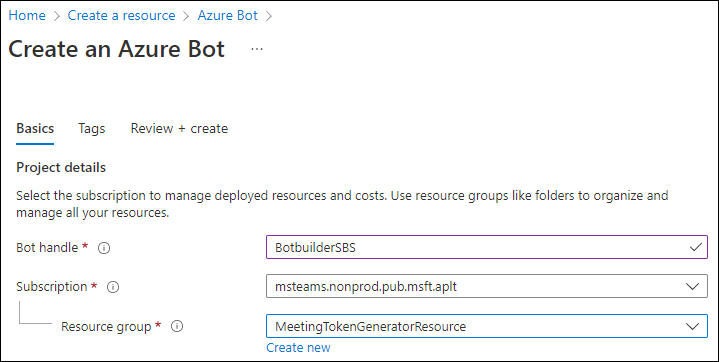 Home > Create a resource > Azure Bot >
Create an Azure Bot ...
Basics Tags Review + create
Project details
Select the subscription to manage deployed resources and costs. Use resource groups like folders to organize and
manage all your resources.
Bot handle * BotbuilderSBS
Subscription * msteams.nonprod.pub.msft.aplt
Resource group * MeetingTokenGeneratorResource
Create new